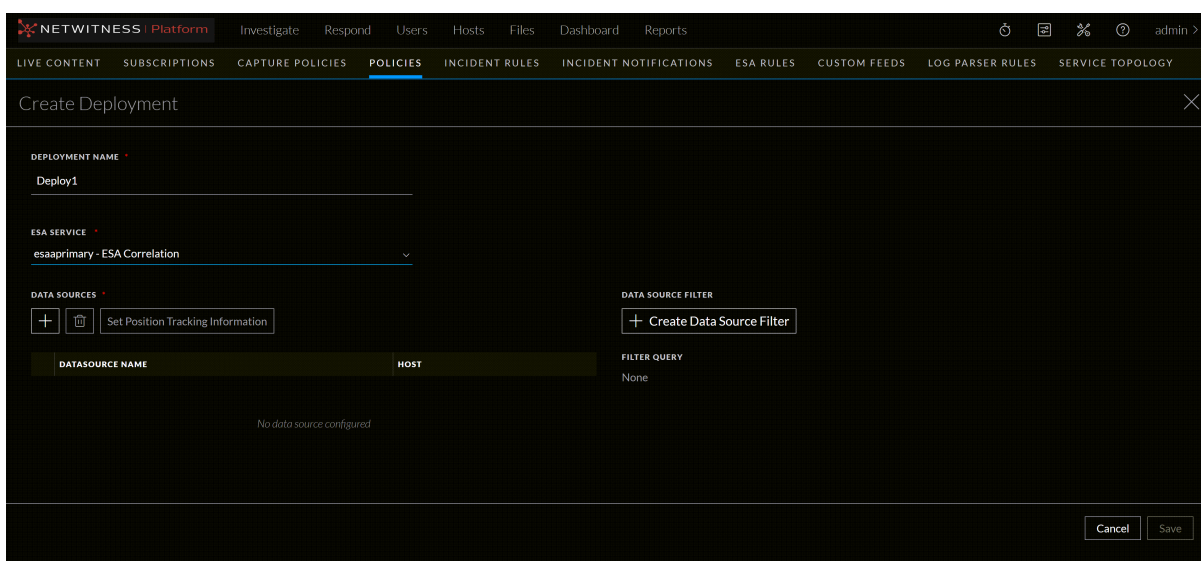 NETWITNESS Platform Investigate Respond Users Hosts Files Dashboard Reports admin >
LIVE CONTENT SUBSCRIPTIONS CAPTURE POLICIES POLICIES INCIDENT RULES INCIDENT NOTIFICATIONS ESA RULES CUSTOM FEEDS LOG PARSER RULES SERVICE TOPOLOGY
Create Deployment
DEPLOYMENT NAME *
Deploy1
ESA SERVICE *
esaaprimary - ESA Correlation
DATA SOURCES * DATA SOURCE FILTER
Set Position Tracking Information + Create Data Source Filter
DATASOURCE NAME HOST FILTER QUERY
None
No data source configured
Cancel Save